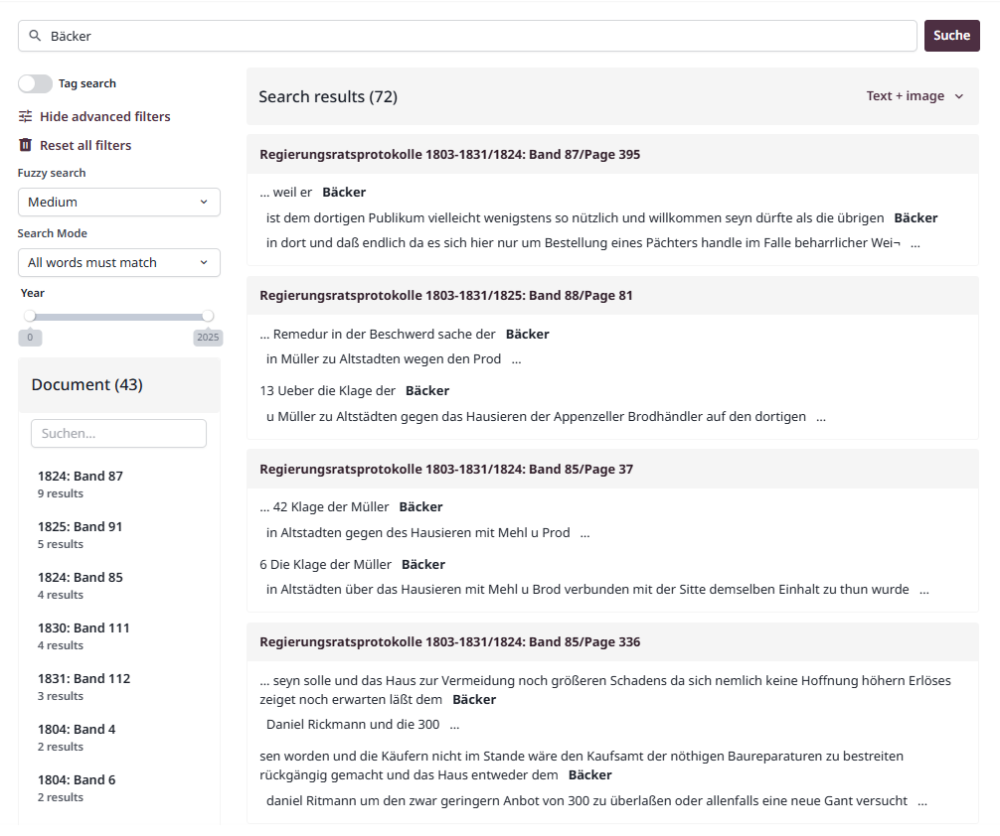 Bäcker
Suche
Tag search
Hide advanced filters
Reset all filters
Fuzzy search
Medium
Search Mode
All words must match
Year
0
2025
Document (43)
Suchen...
1824: Band 87
9 results
1825: Band 91
5 results
1824: Band 85
4 results
1830: Band 111
4 results
1831: Band 112
3 results
1804: Band 4
2 results
1804: Band 6
2 results
Search results (72)
Text + image
Regierungsratsprotokolle 1803-1831/1824: Band 87/Page 395
... weil er Bäcker
ist dem dortigen Publikum vielleicht wenigstens so nützlich und willkommen seyn dürfte als die übrigen Bäcker
in dort und daß endlich da es sich hier nur um Bestellung eines Pächters handle im Falle beharrlicher Wei¬ ...
Regierungsratsprotokolle 1803-1831/1825: Band 88/Page 81
... Remedur in der Beschwerd sache der Bäcker
in Müller zu Altstadten wegen den Prod ...
13 Ueber die Klage der Bäcker
u Müller zu Altstädten gegen das Hausieren der Appenzeller Brodhändler auf den dortigen ...
Regierungsratsprotokolle 1803-1831/1824: Band 85/Page 37
... 42 Klage der Müller Bäcker
in Altstadten gegen des Hausieren mit Mehl u Prod ...
6 Die Klage der Müller Bäcker
in Altstädten über das Hausieren mit Mehl u Brod verbunden mit der Sitte demselben Einhalt zu thun wurde ...
Regierungsratsprotokolle 1803-1831/1824: Band 85/Page 336
... seyn solle und das Haus zur Vermeidung noch größeren Schadens da sich nemlich keine Hoffnung höhern Erlöses
zeiget noch erwarten läßt dem Bäcker
Daniel Rickmann und die 300 ...
sen worden und die Käufern nicht im Stande wäre den Kaufsamt der nöthigen Baureparaturen zu bestreiten
rückgängig gemacht und das Haus entweder dem Bäcker
daniel Ritmann um den zwar geringern Anbot von 300 zu überlaßen oder allenfalls eine neue Gant versucht ...